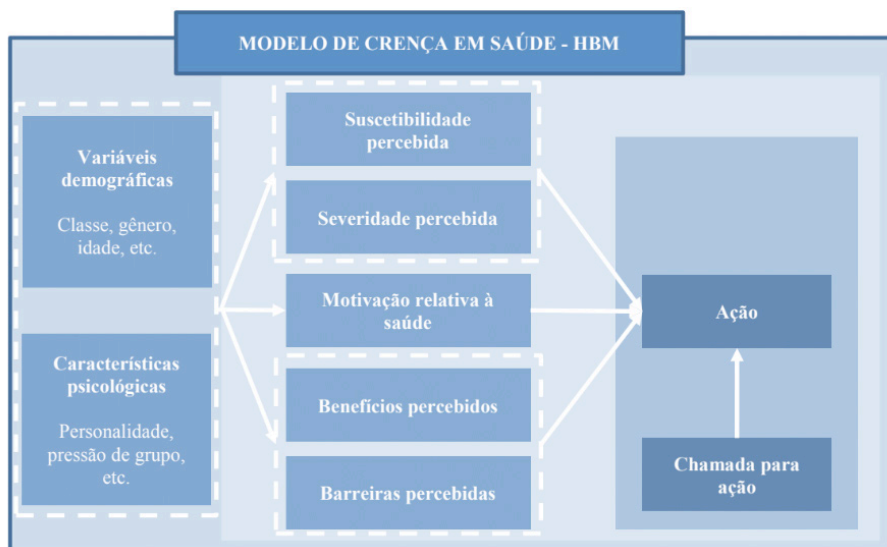 MODELO DE CRENÇA EM SAÚDE - HBM
Variáveis
demográficas
Classe, gênero,
idade, etc.
Características
psicológicas
Personalidade,
pressão de grupo,
etc.
Suscetibilidade
percebida
Severidade percebida
Motivação relativa à
saúde
Benefícios percebidos
Barreiras percebidas
Ação
Chamada para
ação